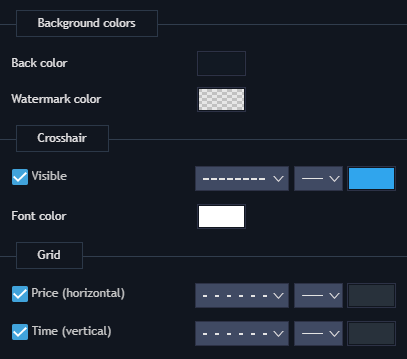 Background colors
Back color
Watermark color
Crosshair
Visible
Font color
Grid
Price (horizontal)
Time (vertical)